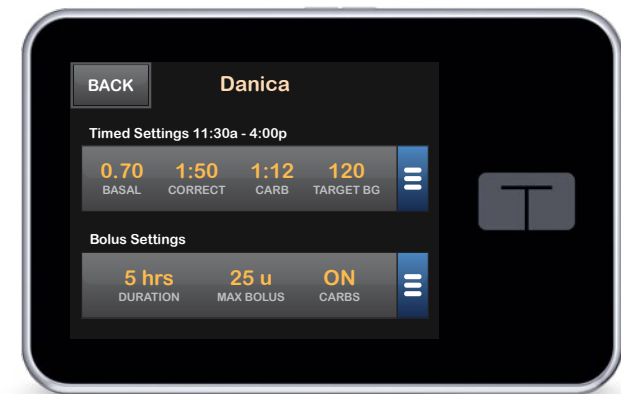 BACK
Danica
Timed Settings 11:30a - 4:00p
0.70 1:50 1:12 120
BASAL CORRECT CARB TARGET BG
Bolus Settings
5 hrs 25 u ON
DURATION MAX BOLUS CARBS